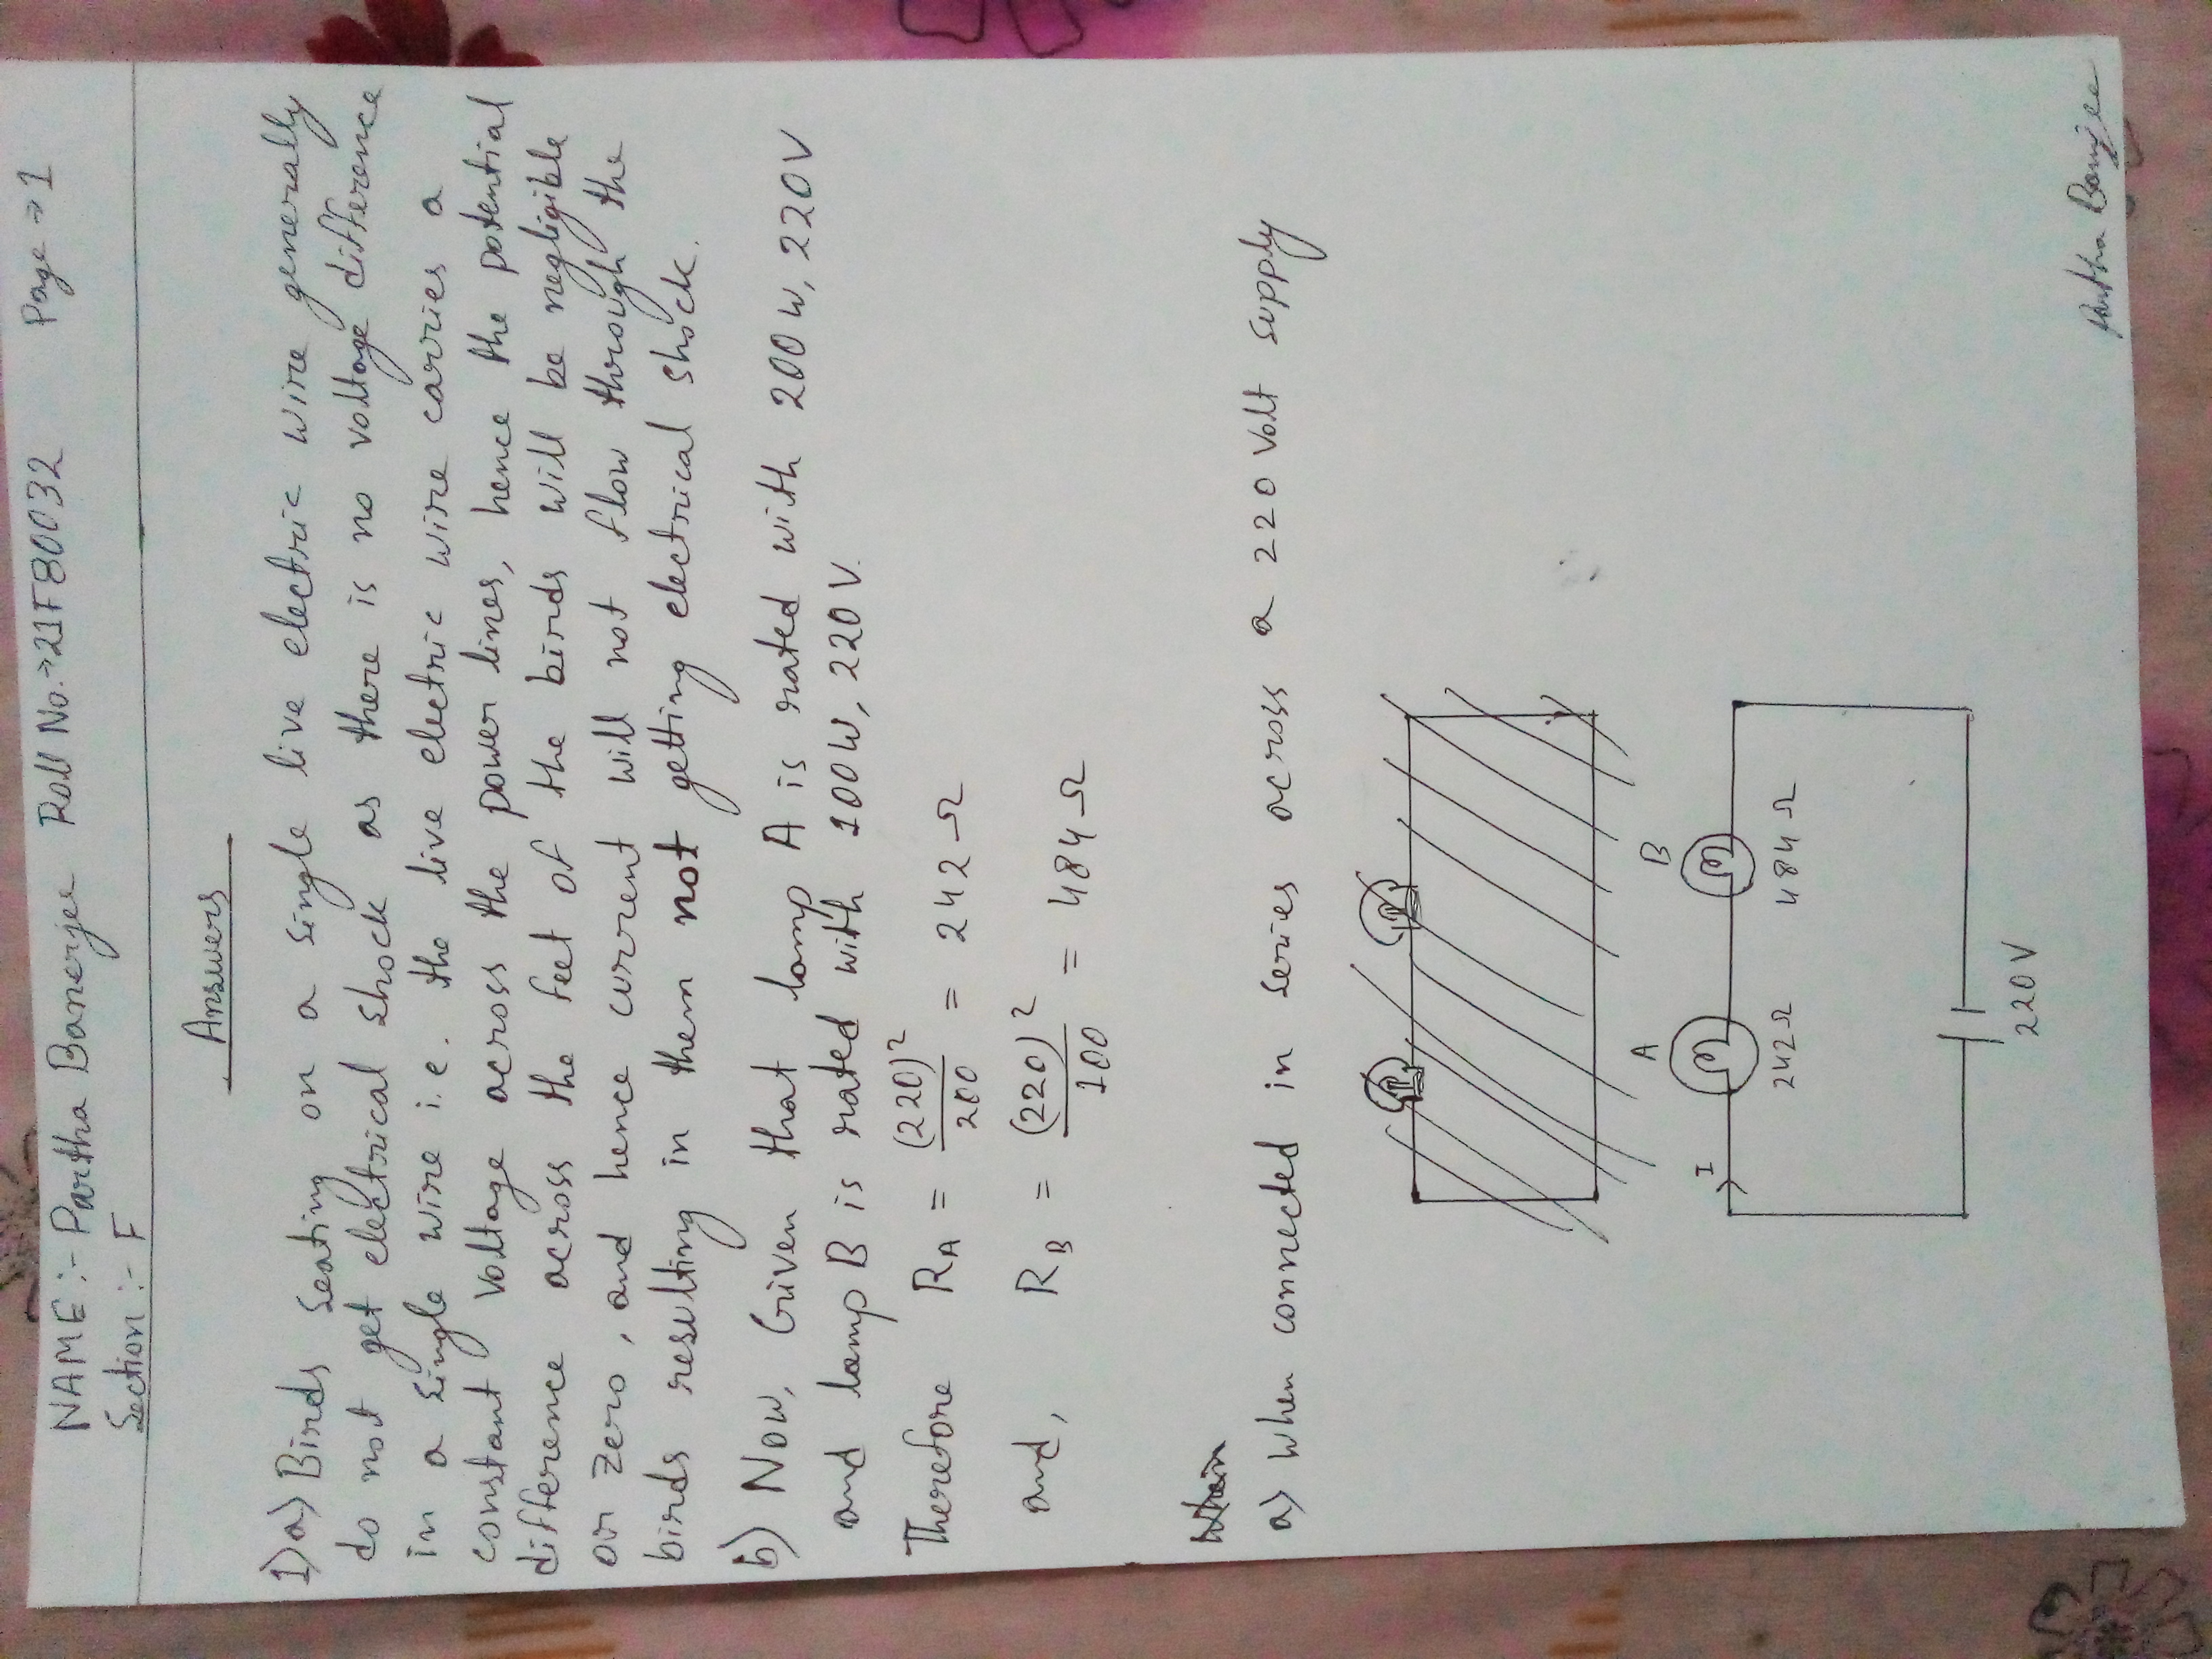 NAME :- Partha Banerjee Roll No.→21F80032 Page → 1
Section :- F
Answers
1) a) Birds seating on a single live electric wire generally
do not get electrical shock as there is no voltage difference
in a single wire i.e. the live electric wire carries a
constant voltage across the power lines, hence the potential
difference across the feet of the birds will be negligible
or zero, and hence current will not flow through the
birds resulting in them not getting electrical shock.
b) Now, Given that lamp A is rated with 200 W, 220 V
and lamp B is rated with 100 W, 220 V.
Therefore R_A = (220)² / 200 = 242 Ω
and, R_B = (220)² / 100 = 484 Ω
a) When connected in series across a 220 Volt supply
A B
I
242 Ω 484 Ω
220 V
Partha Banerjee